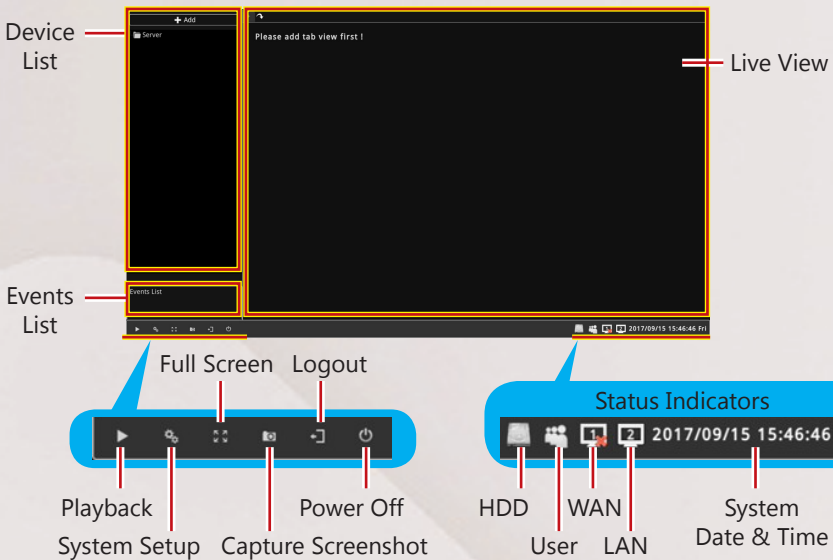 Device
List
+ Add
Server
Please add tab view first !
Live View
Events
List
Events List
2017/09/15 15:46:46 Fri
Full Screen
Logout
Status Indicators
1
2
2017/09/15 15:46:46
Playback
Power Off
HDD
WAN
System
Date & Time
System Setup
Capture Screenshot
User
LAN